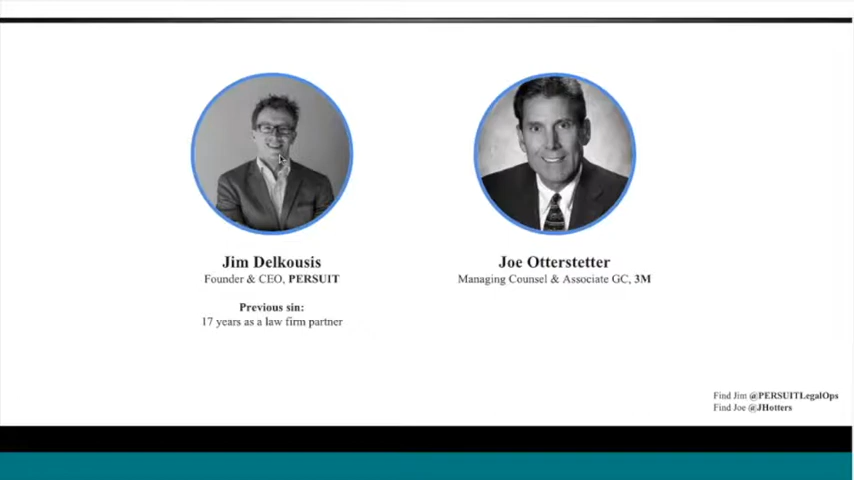 Jim Delkousis
Founder & CEO, PERSUIT
Previous sin:
17 years as a law firm partner
Joe Otterstetter
Managing Counsel & Associate GC, 3M
Find Jim @PERSUITLegalOps
Find Joe @JHotters